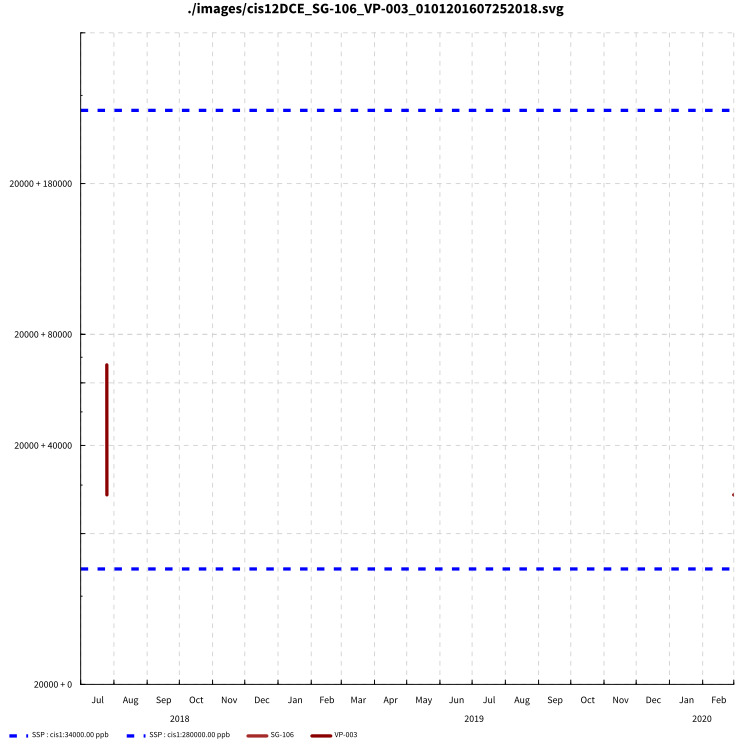 ./images/cis12DCE_SG-106_VP-003_0101201607252018.svg
20000 + 180000
20000 + 80000
20000 + 40000
20000 + 0
Jul Aug Sep Oct Nov Dec Jan Feb Mar Apr May Jun Jul Aug Sep Oct Nov Dec Jan Feb
2018 2019 2020
SSP : cis1:34000.00 ppb SSP : cis1:280000.00 ppb SG-106 VP-003